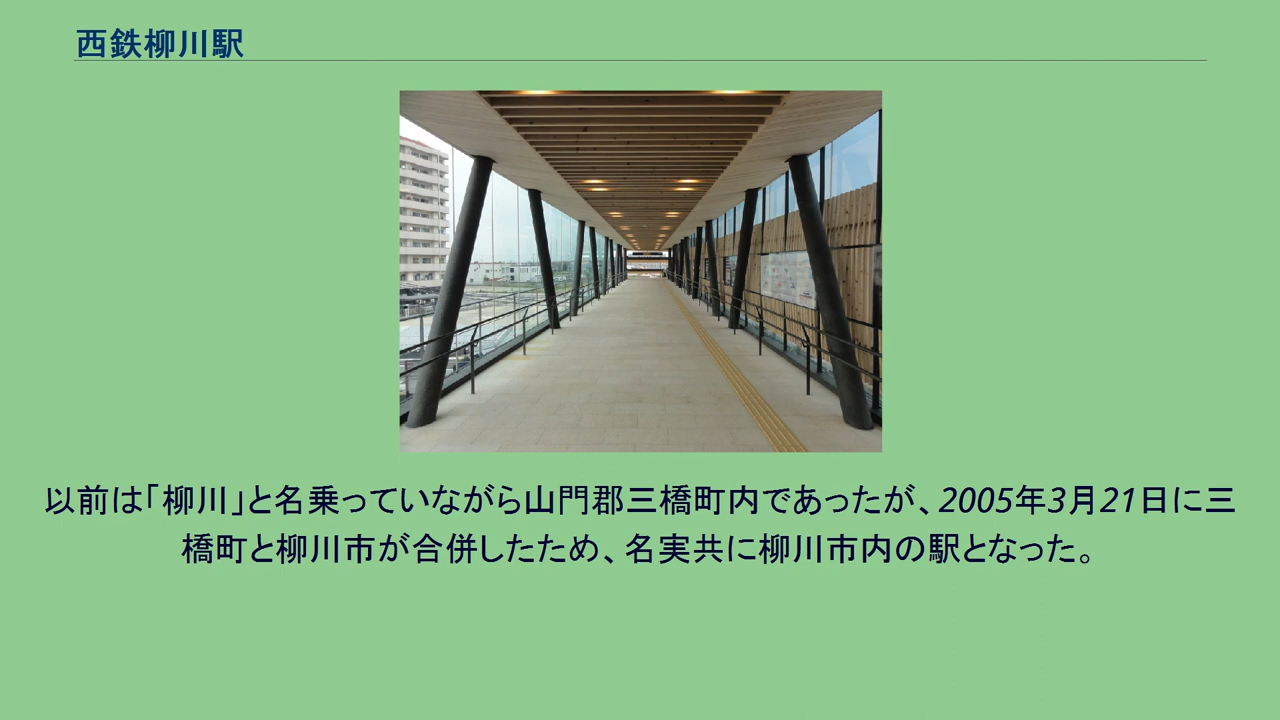 西鉄柳川駅
以前は「柳川」と名乗っていながら山門郡三橋町内であったが、2005年3月21日に三
橋町と柳川市が合併したため、名実共に柳川市内の駅となった。